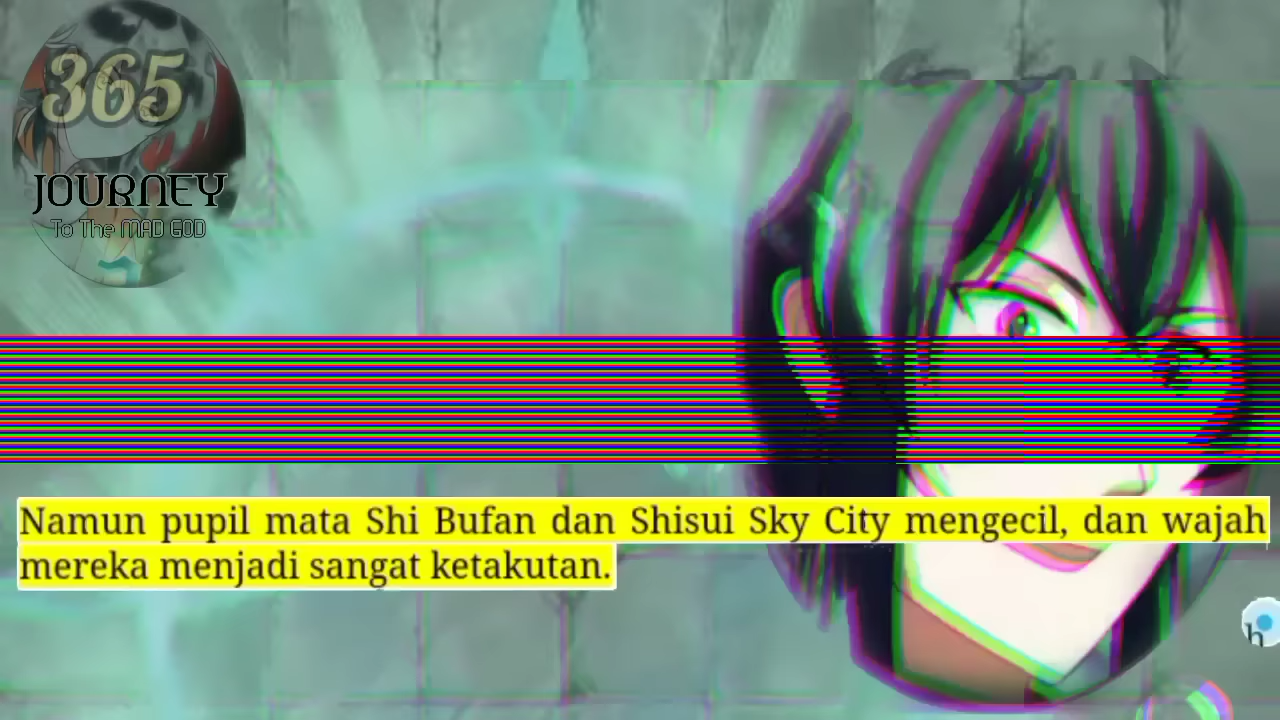 365
JOURNEY
To The MAD GOD
Namun pupil mata Shi Bufan dan Shisui Sky City mengecil, dan wajah
mereka menjadi sangat ketakutan.
h